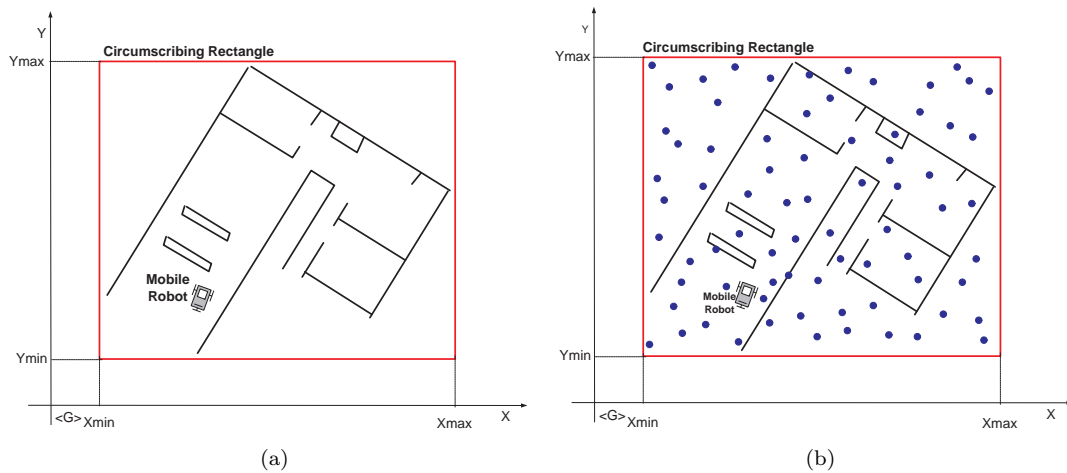 Y
Circumscribing Rectangle
Ymax
Mobile
Robot
Ymin
<G>
Xmin
Xmax
X
(a)
Y
Circumscribing Rectangle
Ymax
Mobile
Robot
Ymin
<G>
Xmin
Xmax
X
(b)